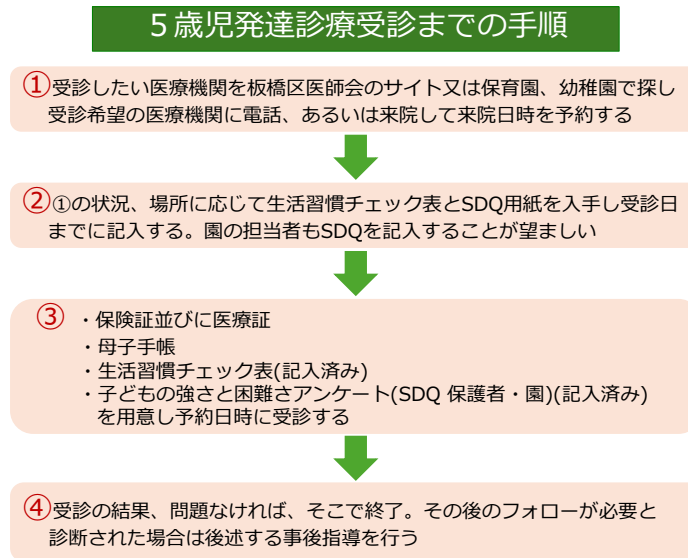 ５歳児発達診療受診までの手順
①受診したい医療機関を板橋区医師会のサイト又は保育園、幼稚園で探し
受診希望の医療機関に電話、あるいは来院して来院日時を予約する
②①の状況、場所に応じて生活習慣チェック表とSDQ用紙を入手し受診日
までに記入する。園の担当者もSDQを記入することが望ましい
③ ・保険証並びに医療証
・母子手帳
・生活習慣チェック表(記入済み)
・子どもの強さと困難さアンケート(SDQ 保護者・園)(記入済み)
を用意し予約日時に受診する
④受診の結果、問題なければ、そこで終了。その後のフォローが必要と
診断された場合は後述する事後指導を行う